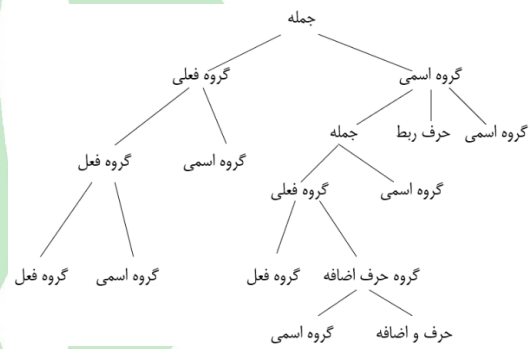 جمله
گروه اسمی گروه فعلی
گروه اسمی حرف ربط جمله گروه اسمی گروه فعل
گروه اسمی گروه فعلی
گروه حرف اضافه گروه فعل گروه اسمی گروه فعل
حرف و اضافه گروه اسمی